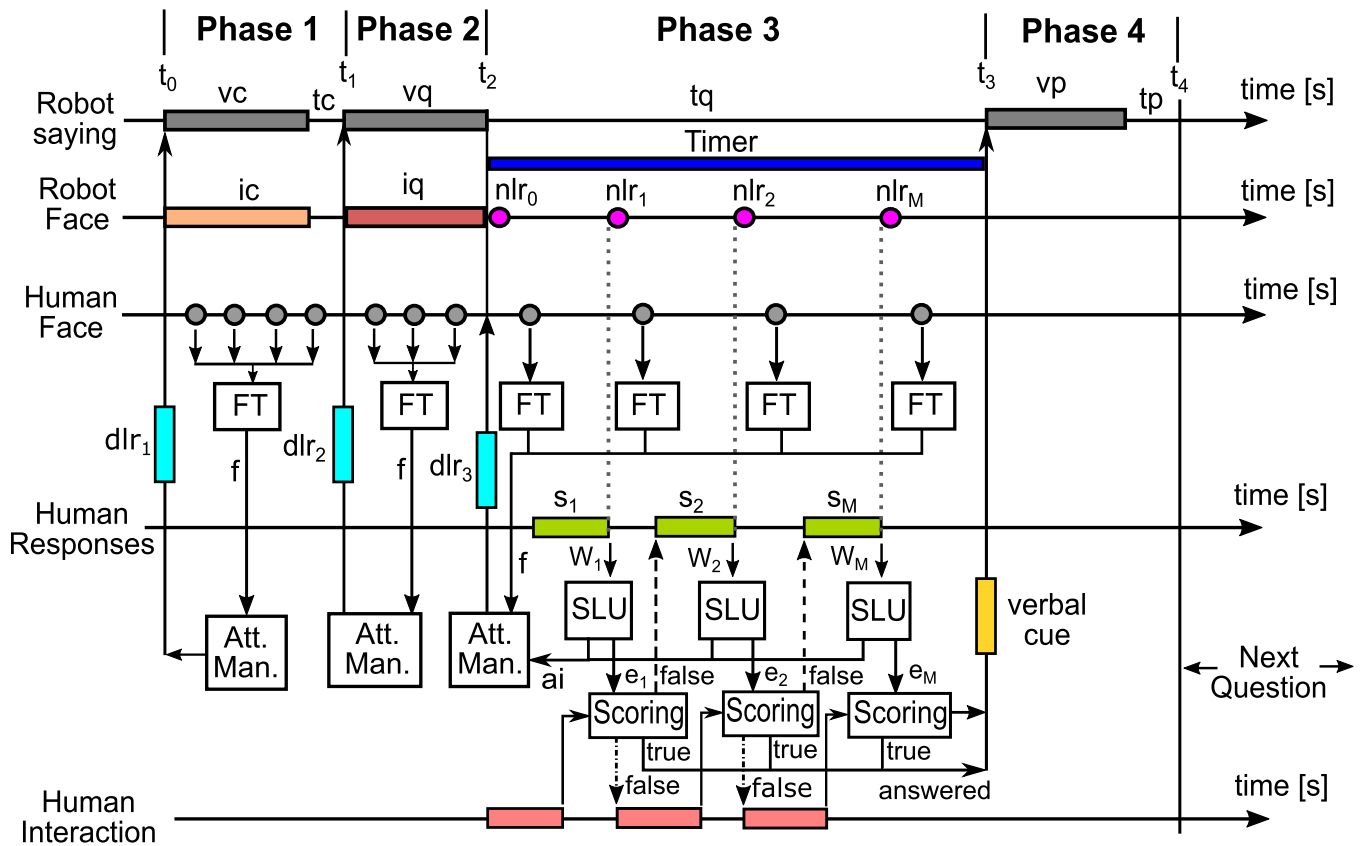 Phase 1 Phase 2 Phase 3 Phase 4
t0 t1 t2 t3 t4
vc tc vq tq vp tp time [s]
Robot
saying
Timer
Robot
Face
ic iq nlr0 nlr1 nlr2 nlrM time [s]
Human
Face
time [s]
FT FT FT FT FT FT
dlr1 f dlr2 f dlr3
Human
Responses
s1 s2 sM time [s]
f W1 W2 WM
SLU SLU SLU
verbal
cue
Att.
Man.
Att.
Man.
Att.
Man.
ai e1 false e2 false eM
Next
Question
Scoring Scoring Scoring
true true true
false false answered
Human
Interaction
time [s]